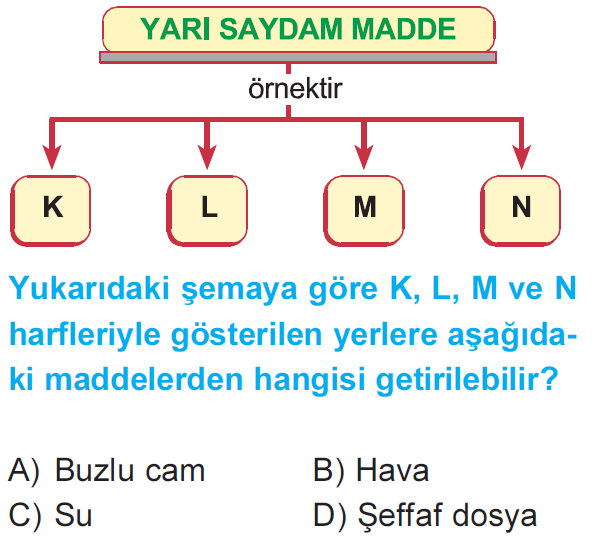 YARI SAYDAM MADDE
örnektir
K L M N
Yukarıdaki şemaya göre K, L, M ve N
harfleriyle gösterilen yerlere aşağıda-
ki maddelerden hangisi getirilebilir?
A) Buzlu cam B) Hava
C) Su D) Şeffaf dosya